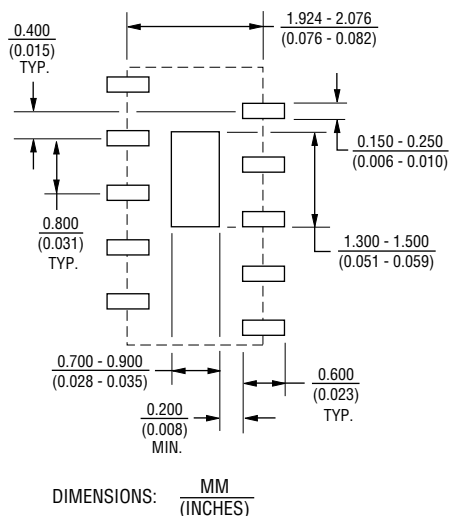 1.924 - 2.076
(0.076 - 0.082)
0.400
(0.015)
TYP.
0.150 - 0.250
(0.006 - 0.010)
0.800
(0.031)
TYP.
1.300 - 1.500
(0.051 - 0.059)
0.700 - 0.900
(0.028 - 0.035)
0.600
(0.023)
TYP.
0.200
(0.008)
MIN.
DIMENSIONS: MM
(INCHES)